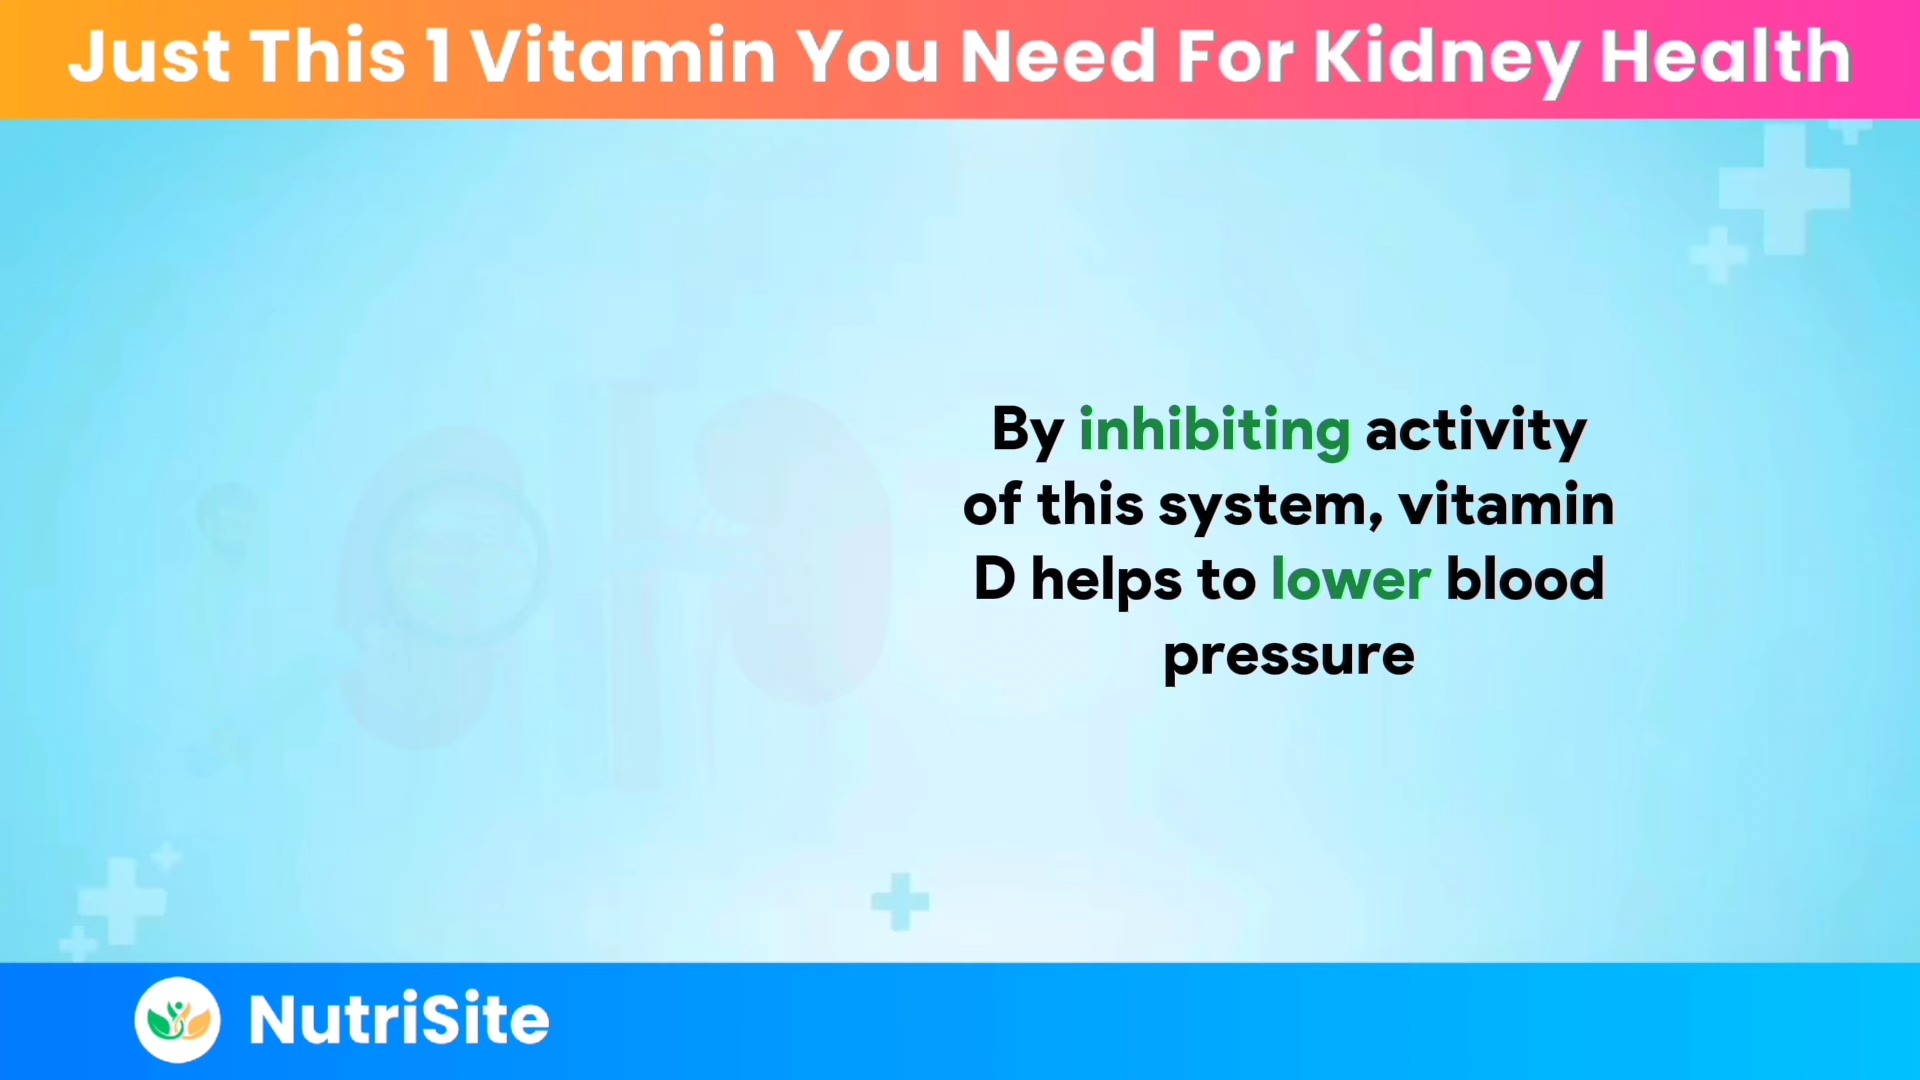 Just This 1 Vitamin You Need For Kidney Health
By inhibiting activity
of this system, vitamin
D helps to lower blood
pressure
NutriSite